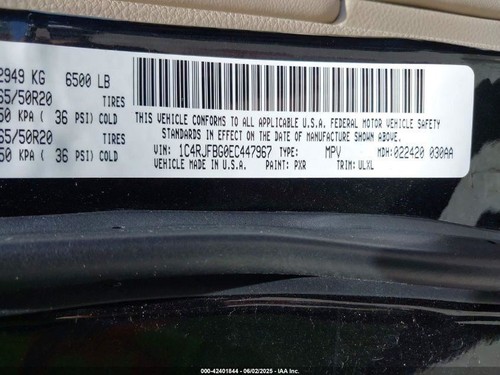 2949 KG 6500 LB
65/50R20 TIRES
50 KPA ( 36 PSI) COLD
65/50R20 TIRES
50 KPA ( 36 PSI) COLD
THIS VEHICLE CONFORMS TO ALL APPLICABLE U.S.A. FEDERAL MOTOR VEHICLE SAFETY
STANDARDS IN EFFECT ON THE DATE OF MANUFACTURE SHOWN ABOVE
VIN: 1C4RJFBG0EC447967 TYPE: MPV MDH:022420 030AA
VEHICLE MADE IN U.S.A. PAINT: PXR TRIM: ULXL
000-42401844 | 06/02/2025 | IAAI.COM